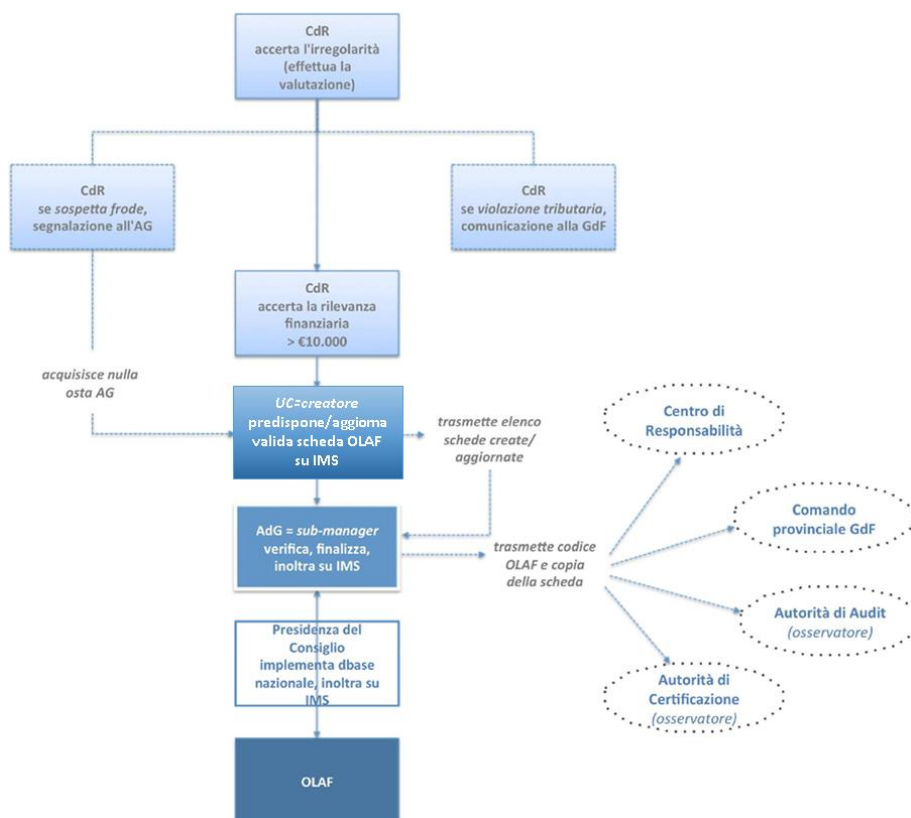 CdR
accerta l'irregolarità
(effettua la
valutazione)
CdR
se sospetta frode,
segnalazione all'AG
CdR
se violazione tributaria,
comunicazione alla GdF
CdR
accerta la rilevanza
finanziaria
> €10.000
acquisisce nulla
osta AG
UC=creatore
predispone/aggiorna
valida scheda OLAF
su IMS
trasmette elenco
schede create/
aggiornate
Centro di
Responsabilità
Comando
provinciale GdF
AdG = sub-manager
verifica, finalizza,
inoltra su IMS
trasmette codice
OLAF e copia
della scheda
Autorità di Audit
(osservatore)
Autorità di
Certificazione
(osservatore)
Presidenza del
Consiglio
implementa dbase
nazionale, inoltra su
IMS
OLAF